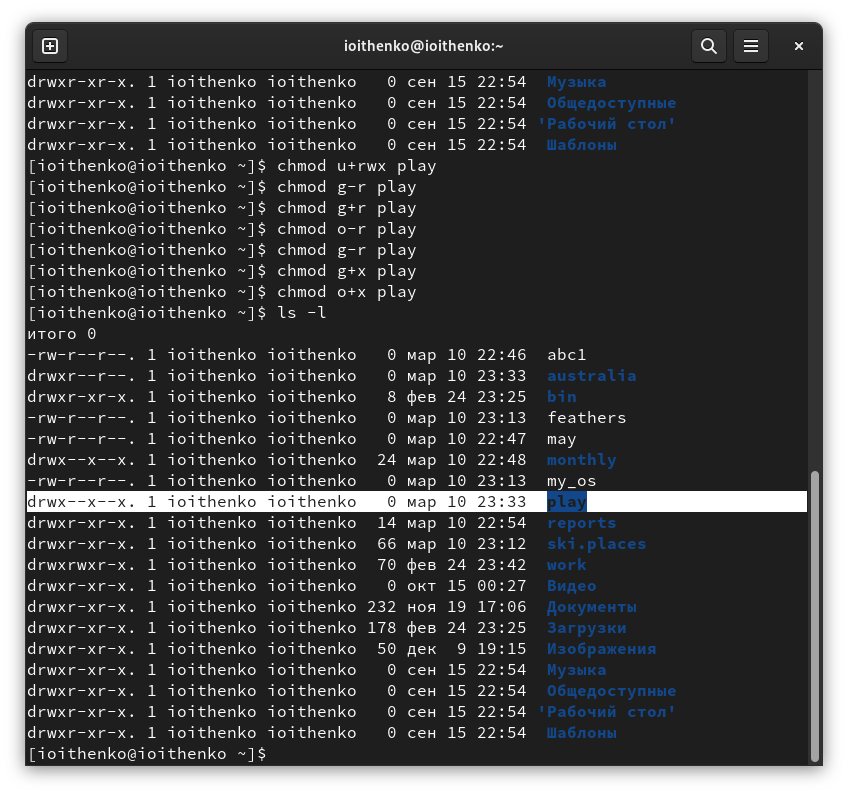 ioithenko@ioithenko:~
drwxr-xr-x. 1 ioithenko ioithenko   0 сен 15 22:54  Музыка
drwxr-xr-x. 1 ioithenko ioithenko   0 сен 15 22:54  Общедоступные
drwxr-xr-x. 1 ioithenko ioithenko   0 сен 15 22:54 'Рабочий стол'
drwxr-xr-x. 1 ioithenko ioithenko   0 сен 15 22:54  Шаблоны
[ioithenko@ioithenko ~]$ chmod u+rwx play
[ioithenko@ioithenko ~]$ chmod g-r play
[ioithenko@ioithenko ~]$ chmod g+r play
[ioithenko@ioithenko ~]$ chmod o-r play
[ioithenko@ioithenko ~]$ chmod g-r play
[ioithenko@ioithenko ~]$ chmod g+x play
[ioithenko@ioithenko ~]$ chmod o+x play
[ioithenko@ioithenko ~]$ ls -l
итого 0
-rw-r--r--. 1 ioithenko ioithenko   0 мар 10 22:46  abc1
drwxr--r--. 1 ioithenko ioithenko   0 мар 10 23:33  australia
drwxr-xr-x. 1 ioithenko ioithenko   8 фев 24 23:25  bin
-rw-r--r--. 1 ioithenko ioithenko   0 мар 10 23:13  feathers
-rw-r--r--. 1 ioithenko ioithenko   0 мар 10 22:47  may
drwx--x--x. 1 ioithenko ioithenko  24 мар 10 22:48  monthly
-rw-r--r--. 1 ioithenko ioithenko   0 мар 10 23:13  my_os
drwx--x--x. 1 ioithenko ioithenko   0 мар 10 23:33  play
drwxr-xr-x. 1 ioithenko ioithenko  14 мар 10 22:54  reports
drwxr-xr-x. 1 ioithenko ioithenko  66 мар 10 23:12  ski.places
drwxrwxr-x. 1 ioithenko ioithenko  70 фев 24 23:42  work
drwxr-xr-x. 1 ioithenko ioithenko   0 окт 15 00:27  Видео
drwxr-xr-x. 1 ioithenko ioithenko 232 ноя 19 17:06  Документы
drwxr-xr-x. 1 ioithenko ioithenko 178 фев 24 23:25  Загрузки
drwxr-xr-x. 1 ioithenko ioithenko  50 дек  9 19:15  Изображения
drwxr-xr-x. 1 ioithenko ioithenko   0 сен 15 22:54  Музыка
drwxr-xr-x. 1 ioithenko ioithenko   0 сен 15 22:54  Общедоступные
drwxr-xr-x. 1 ioithenko ioithenko   0 сен 15 22:54 'Рабочий стол'
drwxr-xr-x. 1 ioithenko ioithenko   0 сен 15 22:54  Шаблоны
[ioithenko@ioithenko ~]$